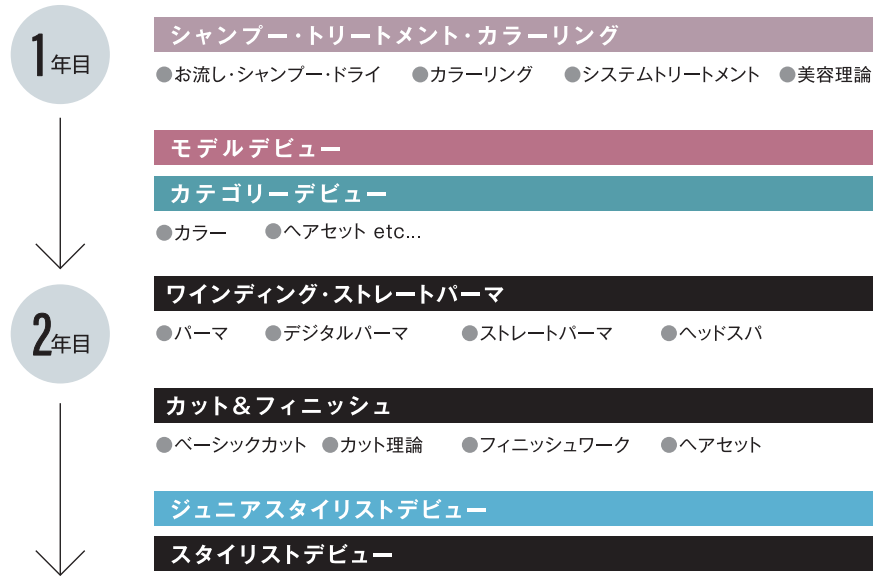 1年目
シャンプー・トリートメント・カラーリング
●お流し・シャンプー・ドライ ●カラーリング ●システムトリートメント ●美容理論
モデルデビュー
カテゴリーデビュー
●カラー ●ヘアセット etc...
2年目
ワインディング・ストレートパーマ
●パーマ ●デジタルパーマ ●ストレートパーマ ●ヘッドスパ
カット&フィニッシュ
●ベーシックカット ●カット理論 ●フィニッシュワーク ●ヘアセット
ジュニアスタイリストデビュー
スタイリストデビュー